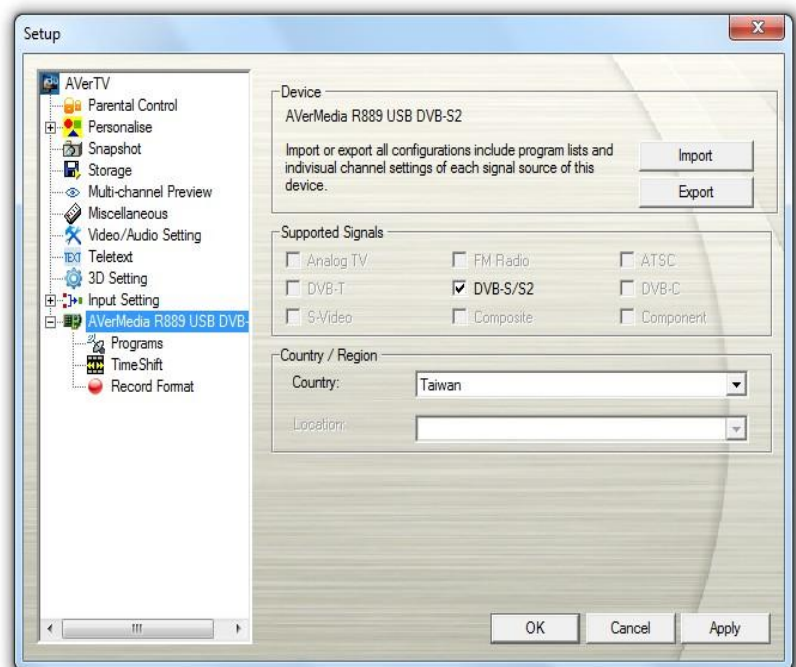 Setup
AVerTV
Parental Control
Personalise
Snapshot
Storage
Multi-channel Preview
Miscellaneous
Video/Audio Setting
TEXT Teletext
3D Setting
Input Setting
AVerMedia R889 USB DVB-
Programs
TimeShift
Record Format
Device
AVerMedia R889 USB DVB-S2
Import or export all configurations include program lists and
indivisual channel settings of each signal source of this
device.
Import
Export
Supported Signals
Analog TV FM Radio ATSC
DVB-T DVB-S/S2 DVB-C
S-Video Composite Component
Country / Region
Country: Taiwan
Location:
OK Cancel Apply